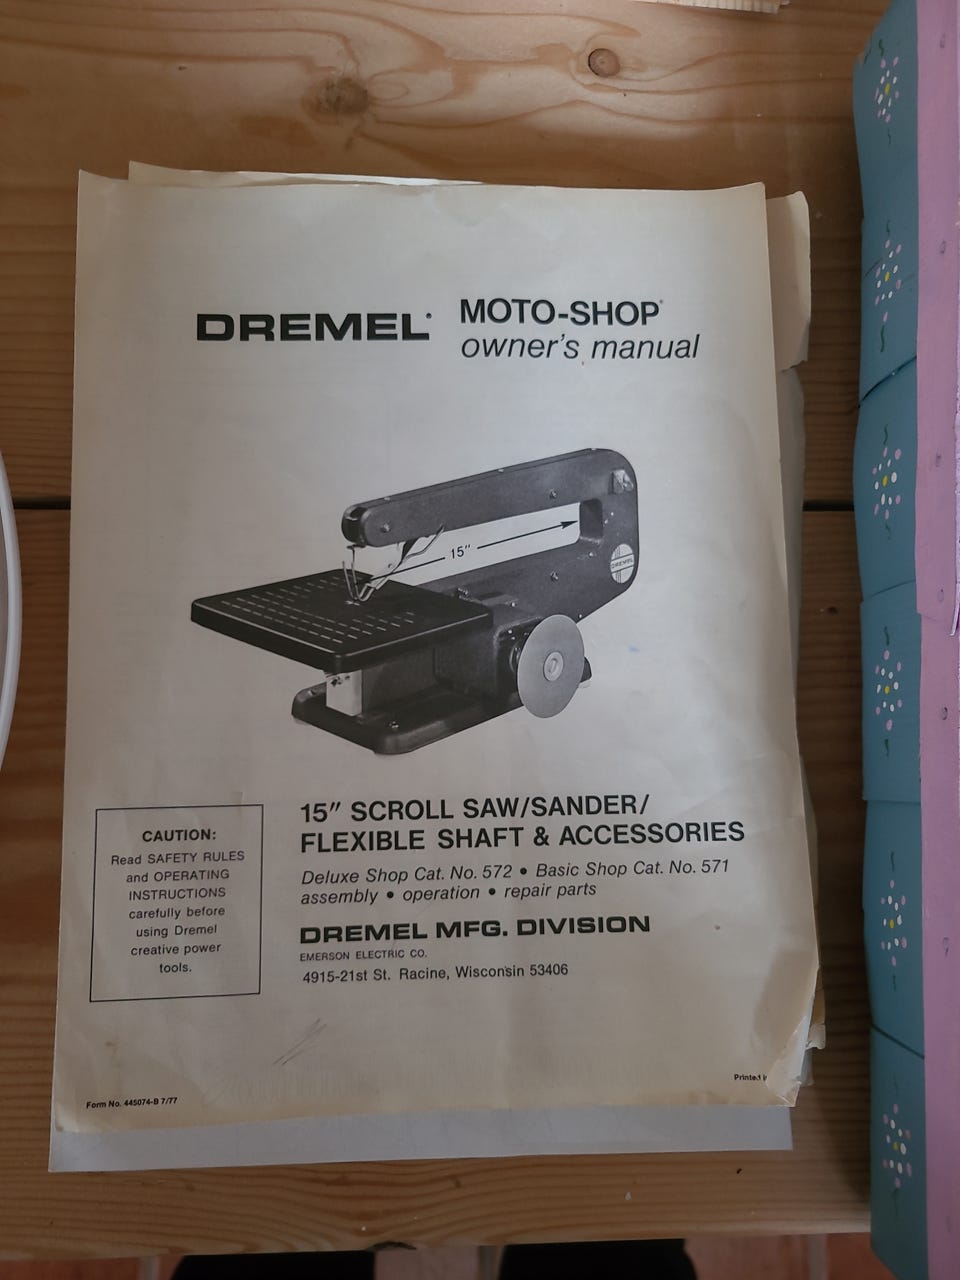 DREMEL®
MOTO-SHOP®
owner's manual
15"
DREMEL
15" SCROLL SAW/SANDER/
FLEXIBLE SHAFT & ACCESSORIES
Deluxe Shop Cat. No. 572 • Basic Shop Cat. No. 571
assembly • operation • repair parts
DREMEL MFG. DIVISION
EMERSON ELECTRIC CO.
4915-21st St. Racine, Wisconsin 53406
CAUTION:
Read SAFETY RULES
and OPERATING
INSTRUCTIONS
carefully before
using Dremel
creative power
tools.
Form No. 445074-B 7/77
Printed